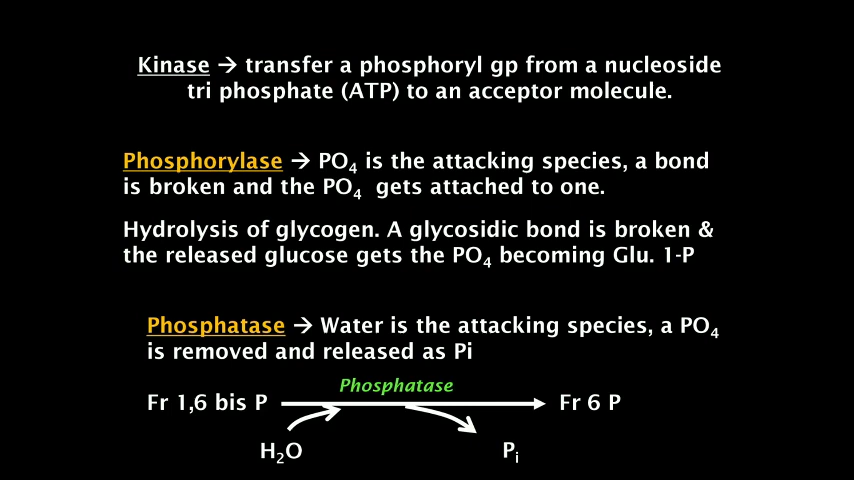 Kinase → transfer a phosphoryl gp from a nucleoside
tri phosphate (ATP) to an acceptor molecule.
Phosphorylase → PO₄ is the attacking species, a bond
is broken and the PO₄ gets attached to one.
Hydrolysis of glycogen. A glycosidic bond is broken &
the released glucose gets the PO₄ becoming Glu. 1-P
Phosphatase → Water is the attacking species, a PO₄
is removed and released as Pi
Phosphatase
Fr 1,6 bis P → Fr 6 P
H₂O Pᵢ